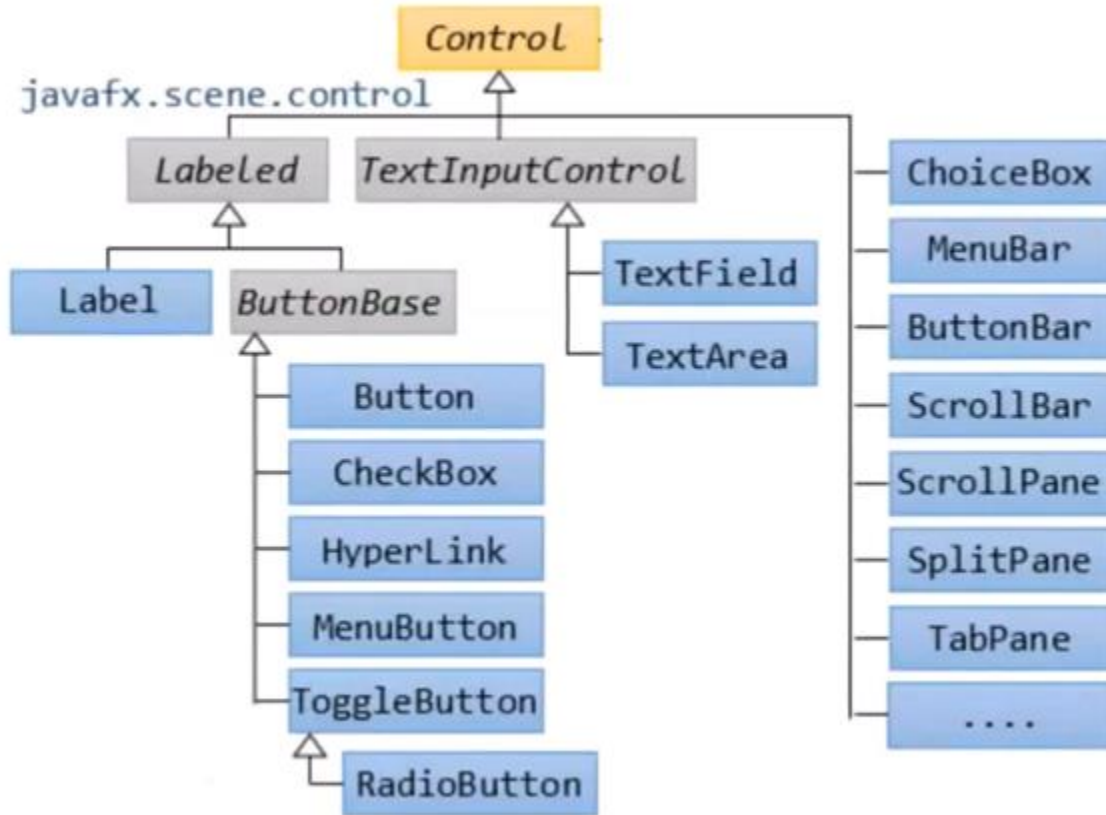 Control
javafx.scene.control
Labeled
TextInputControl
ChoiceBox
MenuBar
ButtonBar
ScrollBar
ScrollPane
SplitPane
TabPane
....
Label
ButtonBase
TextField
TextArea
Button
CheckBox
HyperLink
MenuButton
ToggleButton
RadioButton